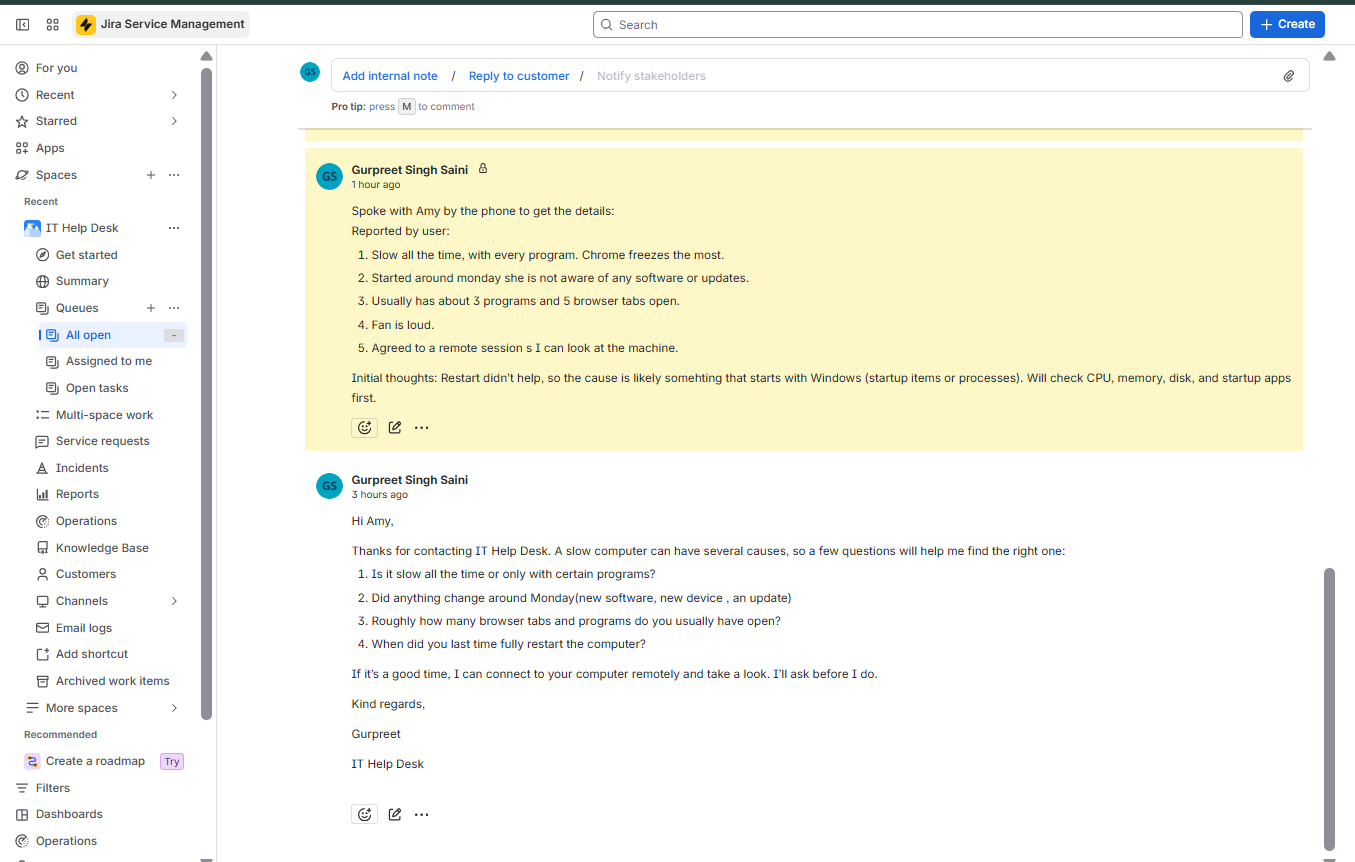 Jira Service Management
Search
Create
For you
Recent
Starred
Apps
Spaces
Recent
IT Help Desk
Get started
Summary
Queues
All open -
Assigned to me
Open tasks
Multi-space work
Service requests
Incidents
Reports
Operations
Knowledge Base
Customers
Channels
Email logs
Add shortcut
Archived work items
More spaces
Recommended
Create a roadmap Try
Filters
Dashboards
Operations
GS
Add internal note / Reply to customer / Notify stakeholders
Pro tip: press M to comment
GS
Gurpreet Singh Saini
1 hour ago
Spoke with Amy by the phone to get the details:
Reported by user:
1. Slow all the time, with every program. Chrome freezes the most.
2. Started around monday she is not aware of any software or updates.
3. Usually has about 3 programs and 5 browser tabs open.
4. Fan is loud.
5. Agreed to a remote session s I can look at the machine.
Initial thoughts: Restart didn't help, so the cause is likely somehting that starts with Windows (startup items or processes). Will check CPU, memory, disk, and startup apps
first.
GS
Gurpreet Singh Saini
3 hours ago
Hi Amy,
Thanks for contacting IT Help Desk. A slow computer can have several causes, so a few questions will help me find the right one:
1. Is it slow all the time or only with certain programs?
2. Did anything change around Monday(new software, new device , an update)
3. Roughly how many browser tabs and programs do you usually have open?
4. When did you last time fully restart the computer?
If it's a good time, I can connect to your computer remotely and take a look. I'll ask before I do.
Kind regards,
Gurpreet
IT Help Desk